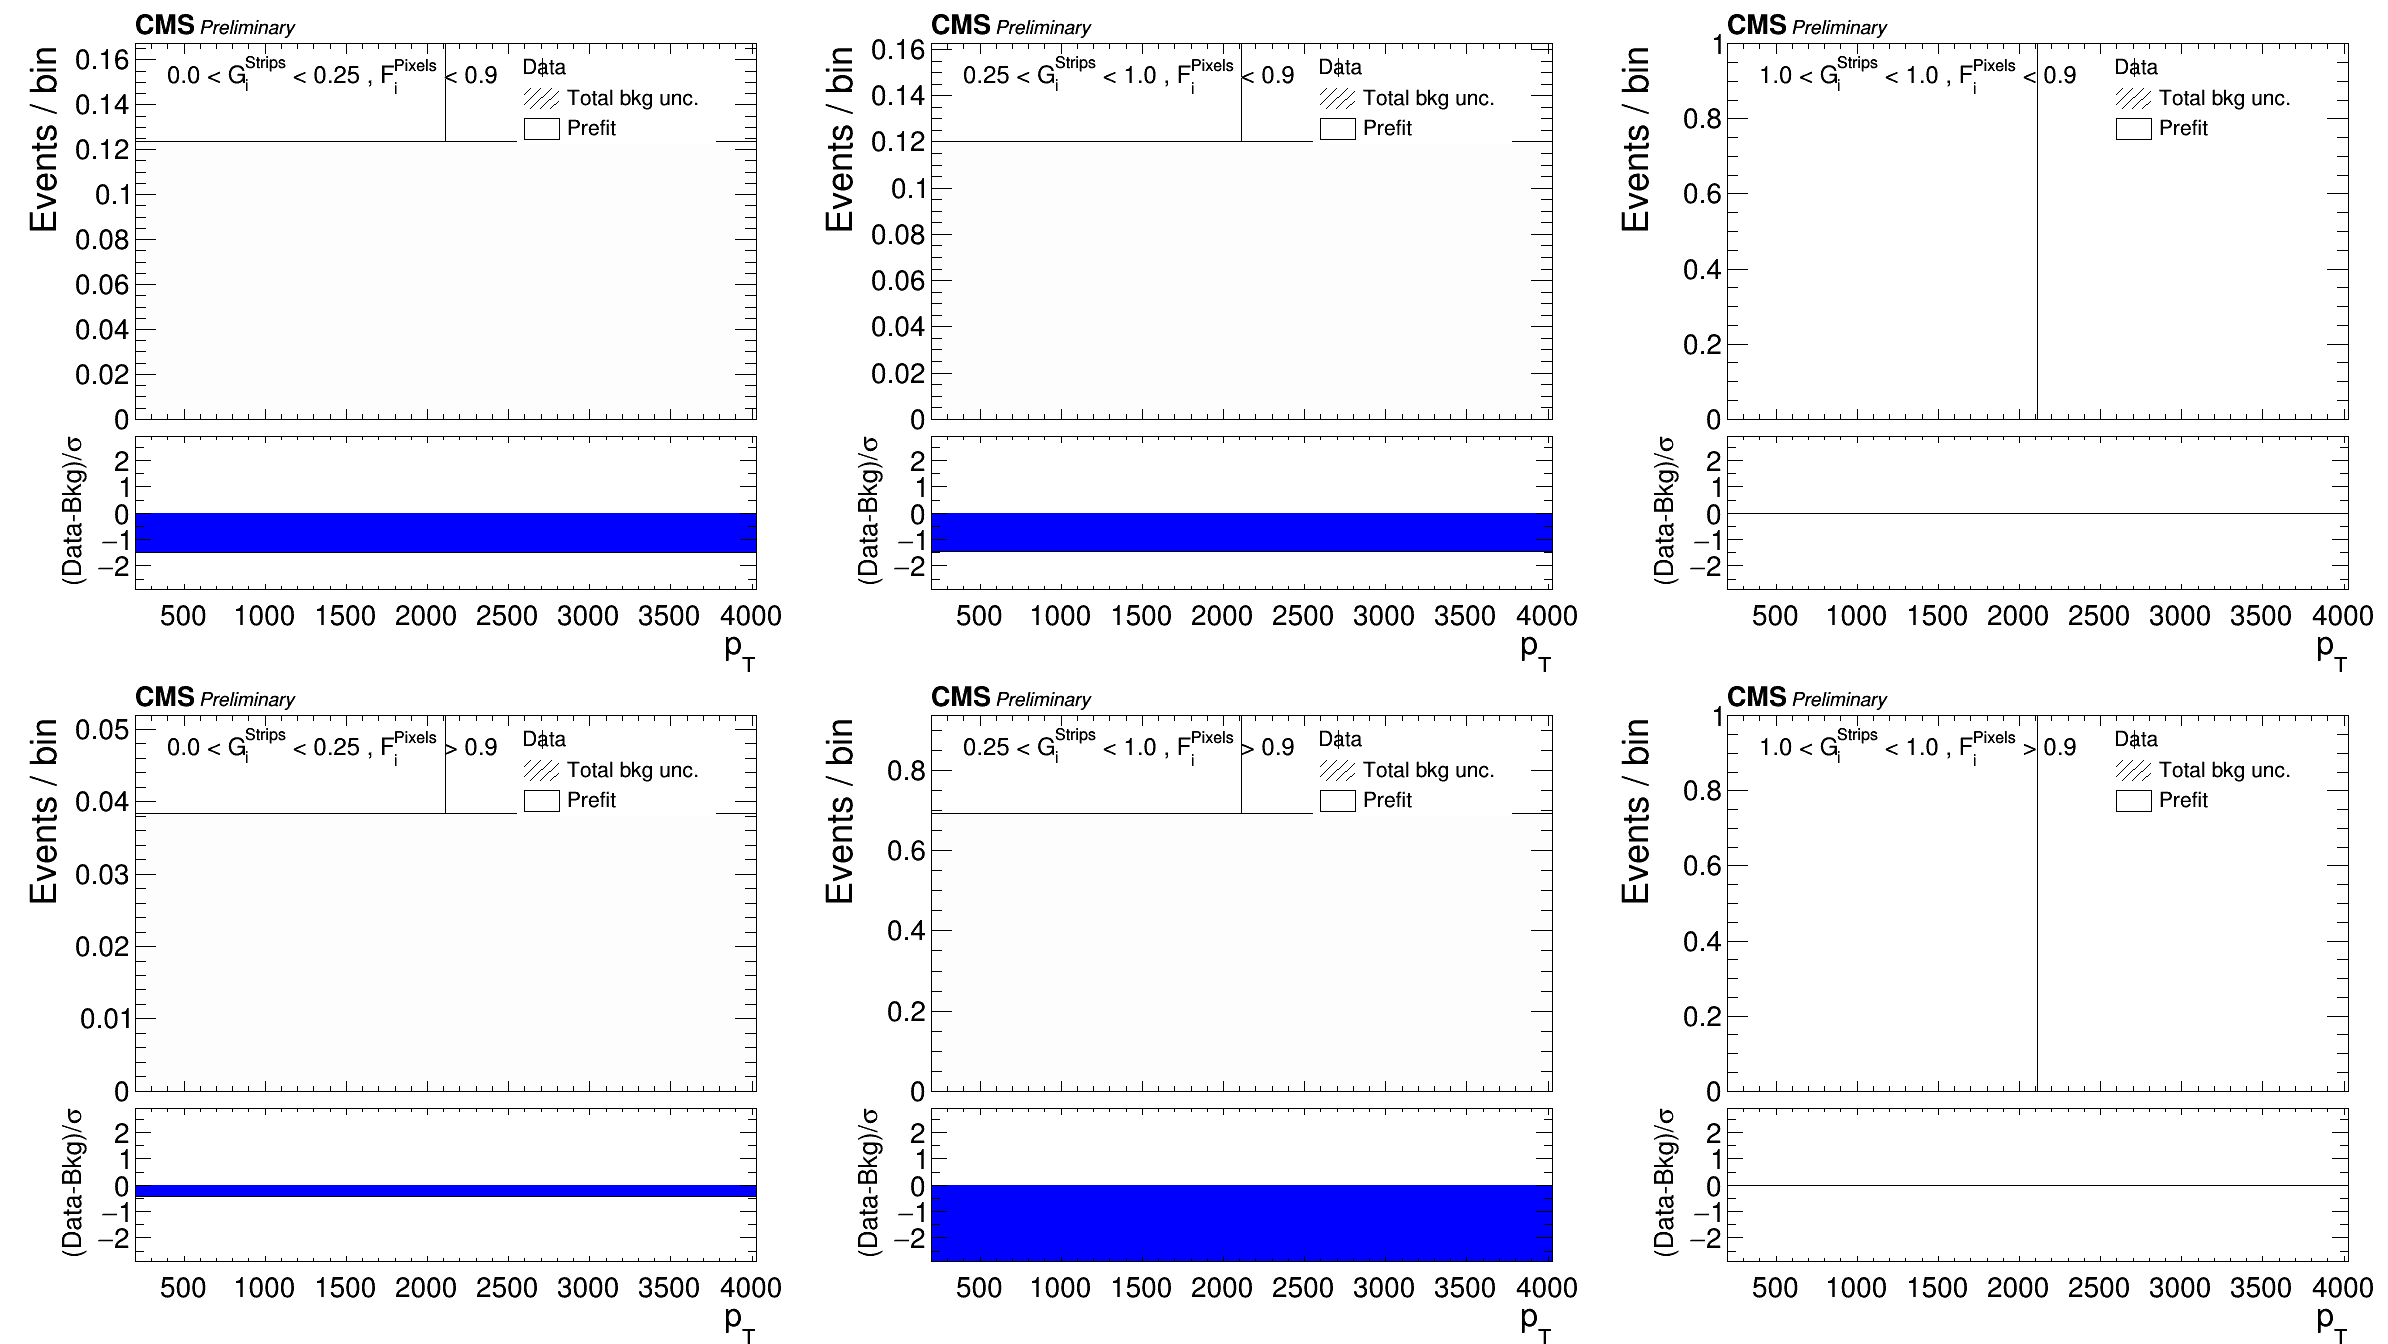 CMS Preliminary
Events / bin
0.0 < G_i^Strips < 0.25 , F_i^Pixels < 0.9
Data
Total bkg unc.
Prefit
0.16
0.14
0.12
0.1
0.08
0.06
0.04
0.02
0
(Data-Bkg)/σ
2
1
0
−1
−2
500 1000 1500 2000 2500 3000 3500 4000
p_T
CMS Preliminary
Events / bin
0.25 < G_i^Strips < 1.0 , F_i^Pixels < 0.9
Data
Total bkg unc.
Prefit
0.16
0.14
0.12
0.1
0.08
0.06
0.04
0.02
0
(Data-Bkg)/σ
2
1
0
−1
−2
500 1000 1500 2000 2500 3000 3500 4000
p_T
CMS Preliminary
Events / bin
1.0 < G_i^Strips < 1.0 , F_i^Pixels < 0.9
Data
Total bkg unc.
Prefit
1
0.8
0.6
0.4
0.2
0
(Data-Bkg)/σ
2
1
0
−1
−2
500 1000 1500 2000 2500 3000 3500 4000
p_T
CMS Preliminary
Events / bin
0.0 < G_i^Strips < 0.25 , F_i^Pixels > 0.9
Data
Total bkg unc.
Prefit
0.05
0.04
0.03
0.02
0.01
0
(Data-Bkg)/σ
2
1
0
−1
−2
500 1000 1500 2000 2500 3000 3500 4000
p_T
CMS Preliminary
Events / bin
0.25 < G_i^Strips < 1.0 , F_i^Pixels > 0.9
Data
Total bkg unc.
Prefit
0.8
0.6
0.4
0.2
0
(Data-Bkg)/σ
2
1
0
−1
−2
500 1000 1500 2000 2500 3000 3500 4000
p_T
CMS Preliminary
Events / bin
1.0 < G_i^Strips < 1.0 , F_i^Pixels > 0.9
Data
Total bkg unc.
Prefit
1
0.8
0.6
0.4
0.2
0
(Data-Bkg)/σ
2
1
0
−1
−2
500 1000 1500 2000 2500 3000 3500 4000
p_T